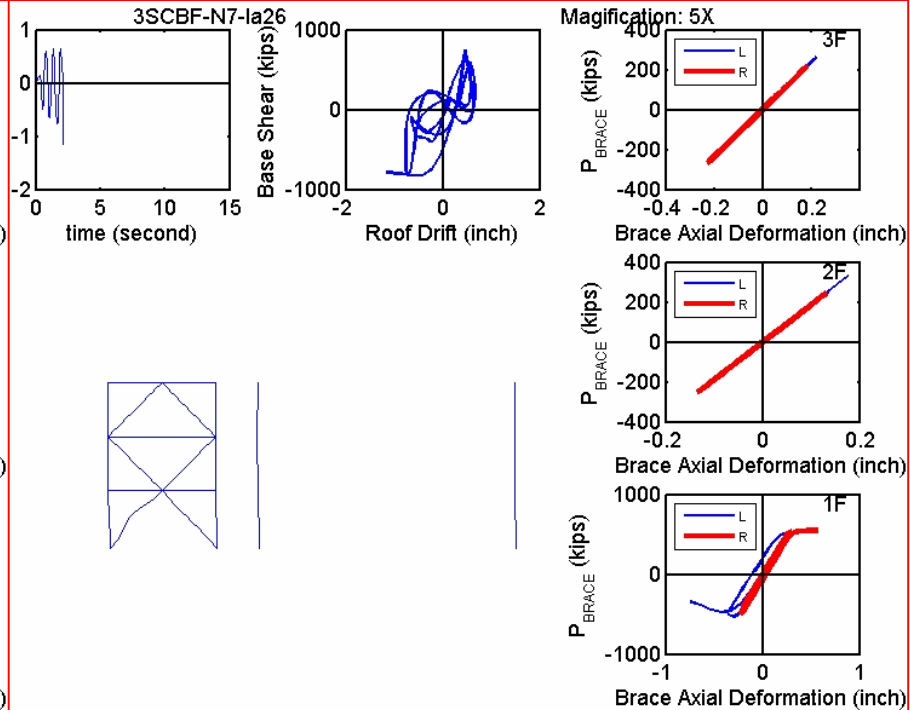 3SCBF-N7-la26
Magification: 5X
1
0
-1
-2
0 5 10 15
time (second)
Base Shear (kips)
1000
0
-1000
-2 0 2
Roof Drift (inch)
3F
L
R
P BRACE (kips)
400
200
0
-200
-400
-0.4 -0.2 0 0.2
Brace Axial Deformation (inch)
2F
L
R
P BRACE (kips)
400
200
0
-200
-400
-0.2 0 0.2
Brace Axial Deformation (inch)
1F
L
R
P BRACE (kips)
1000
0
-1000
-1 0 1
Brace Axial Deformation (inch)
)
)
)